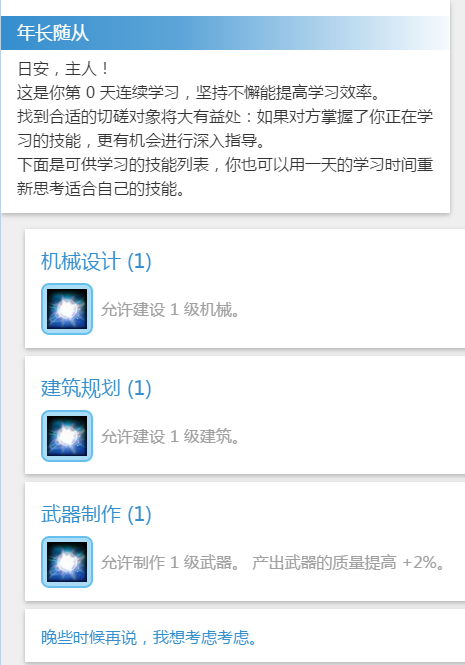 年长随从
日安，主人！
这是你第 0 天连续学习，坚持不懈能提高学习效率。
找到合适的切磋对象将大有益处：如果对方掌握了你正在学
习的技能，更有机会进行深入指导。
下面是可供学习的技能列表，你也可以用一天的学习时间重
新思考适合自己的技能。
机械设计 (1)
允许建设 1 级机械。
建筑规划 (1)
允许建设 1 级建筑。
武器制作 (1)
允许制作 1 级武器。 产出武器的质量提高 +2%。
晚些时候再说，我想考虑考虑。